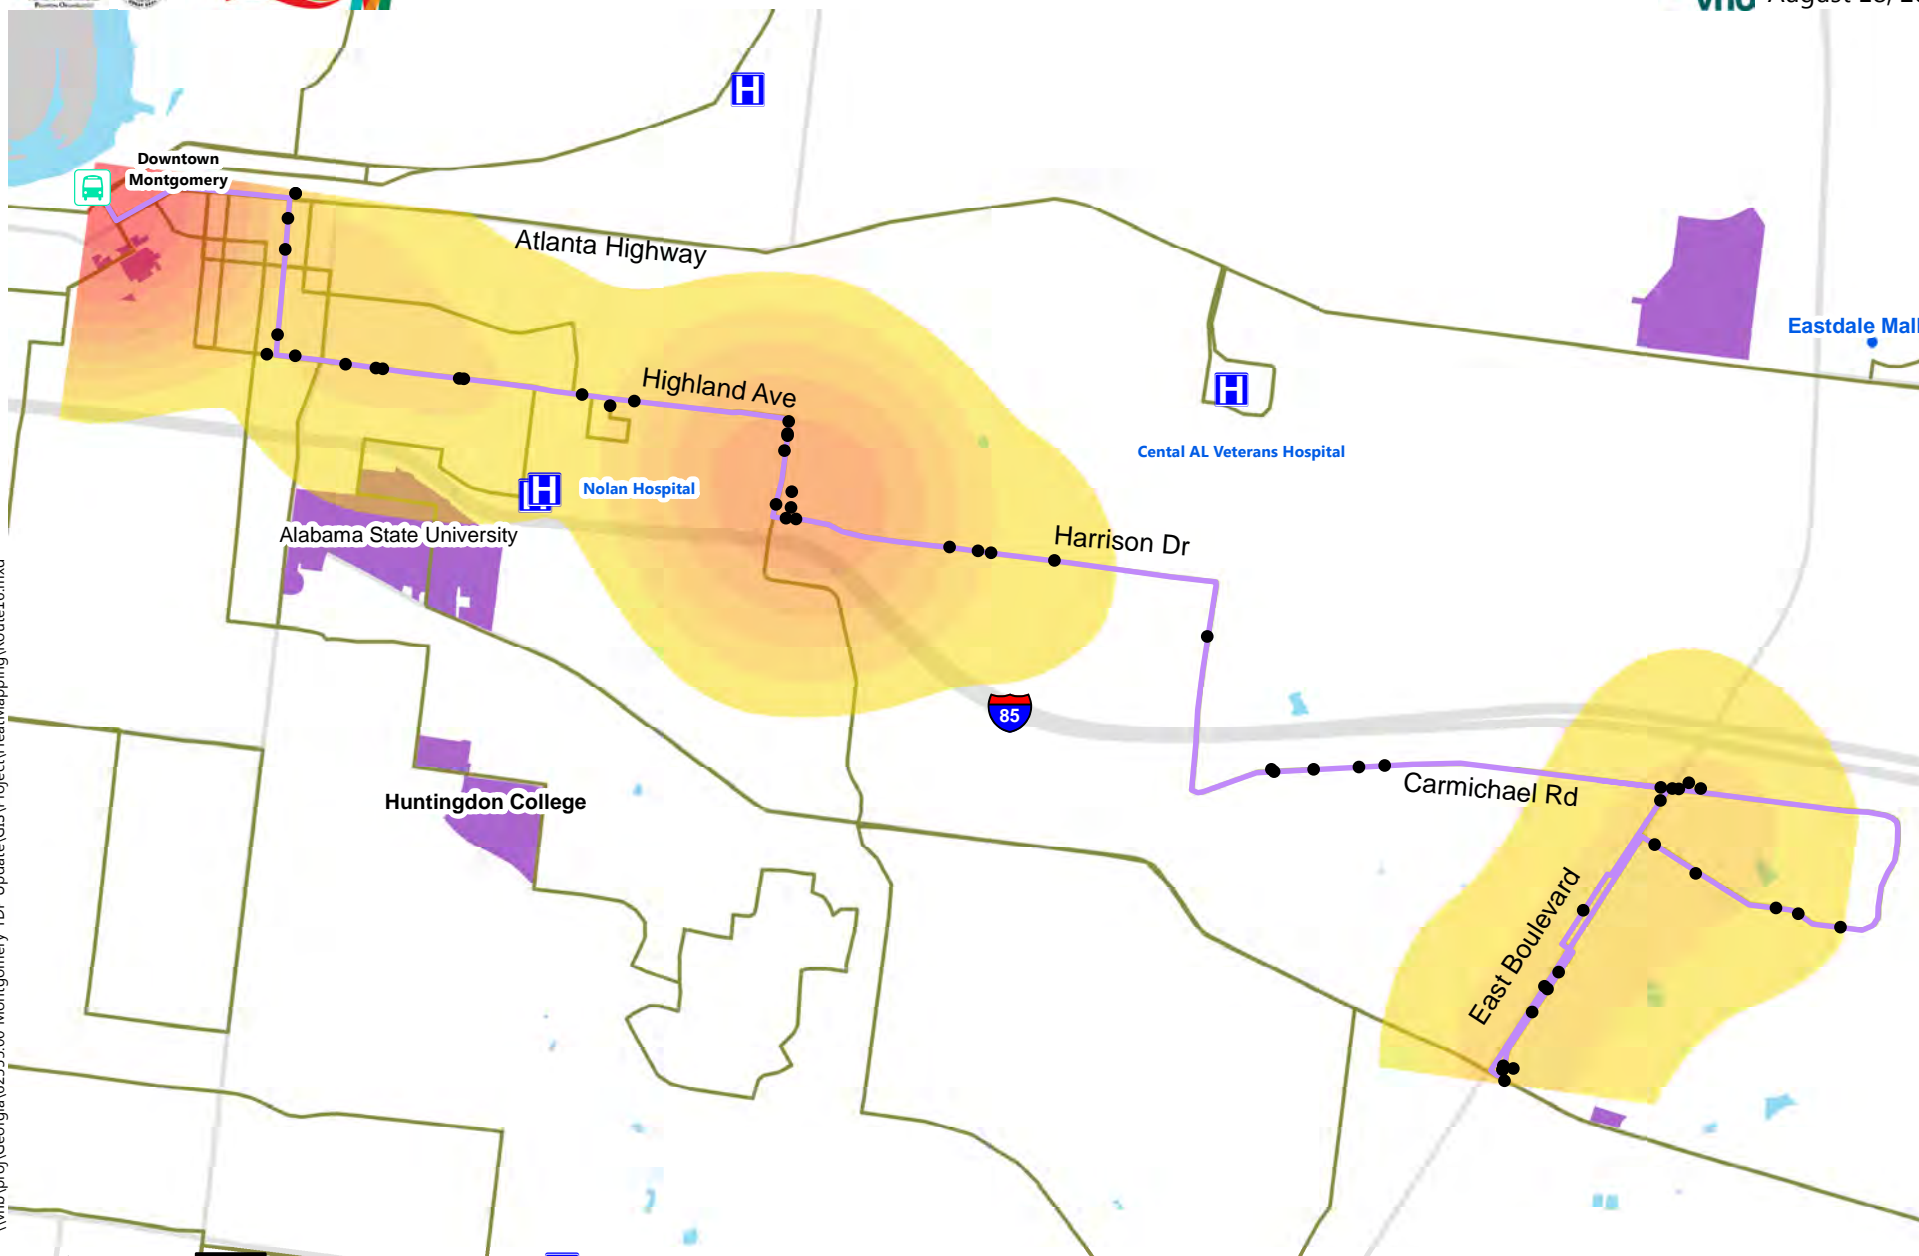 Downtown
Montgomery
Atlanta Highway
Eastdale Mall
Highland Ave
Cental AL Veterans Hospital
Nolan Hospital
Alabama State University
Harrison Dr
85
Carmichael Rd
Huntingdon College
East Boulevard
H
H
H